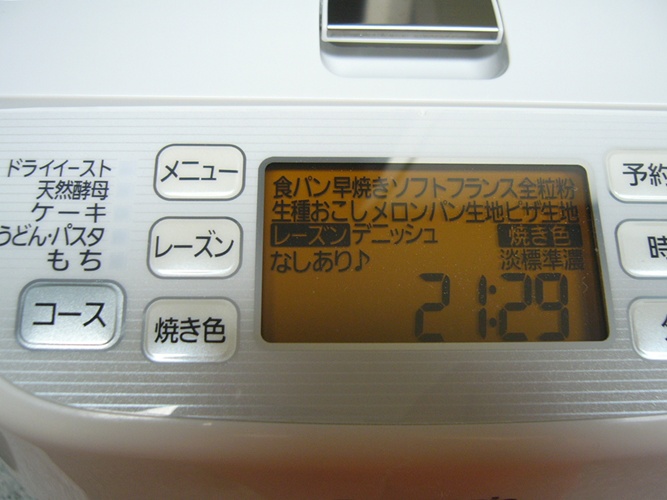 ドライイースト
天然酵母
ケーキ
うどん・パスタ
もち
コース
メニュー
レーズン
焼き色
食パン早焼きソフトフランス全粒粉
生種おこしメロンパン生地ピザ生地
レーズンデニッシュ 焼き色
なしあり♪ 淡標準濃
21:29
予約
時